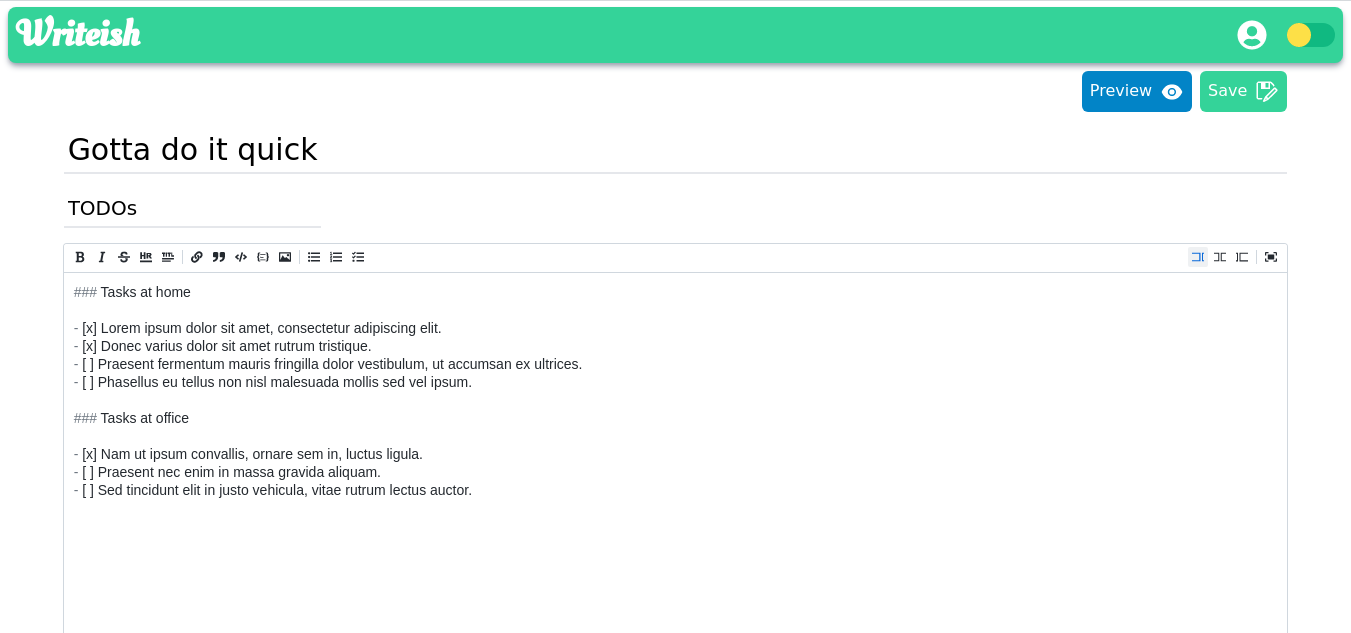 Writeish
Preview
Save
Gotta do it quick
TODOs
B I S HR TITL
### Tasks at home
- [x] Lorem ipsum dolor sit amet, consectetur adipiscing elit.
- [x] Donec varius dolor sit amet rutrum tristique.
- [ ] Praesent fermentum mauris fringilla dolor vestibulum, ut accumsan ex ultrices.
- [ ] Phasellus eu tellus non nisl malesuada mollis sed vel ipsum.
### Tasks at office
- [x] Nam ut ipsum convallis, ornare sem in, luctus ligula.
- [ ] Praesent nec enim in massa gravida aliquam.
- [ ] Sed tincidunt elit in justo vehicula, vitae rutrum lectus auctor.